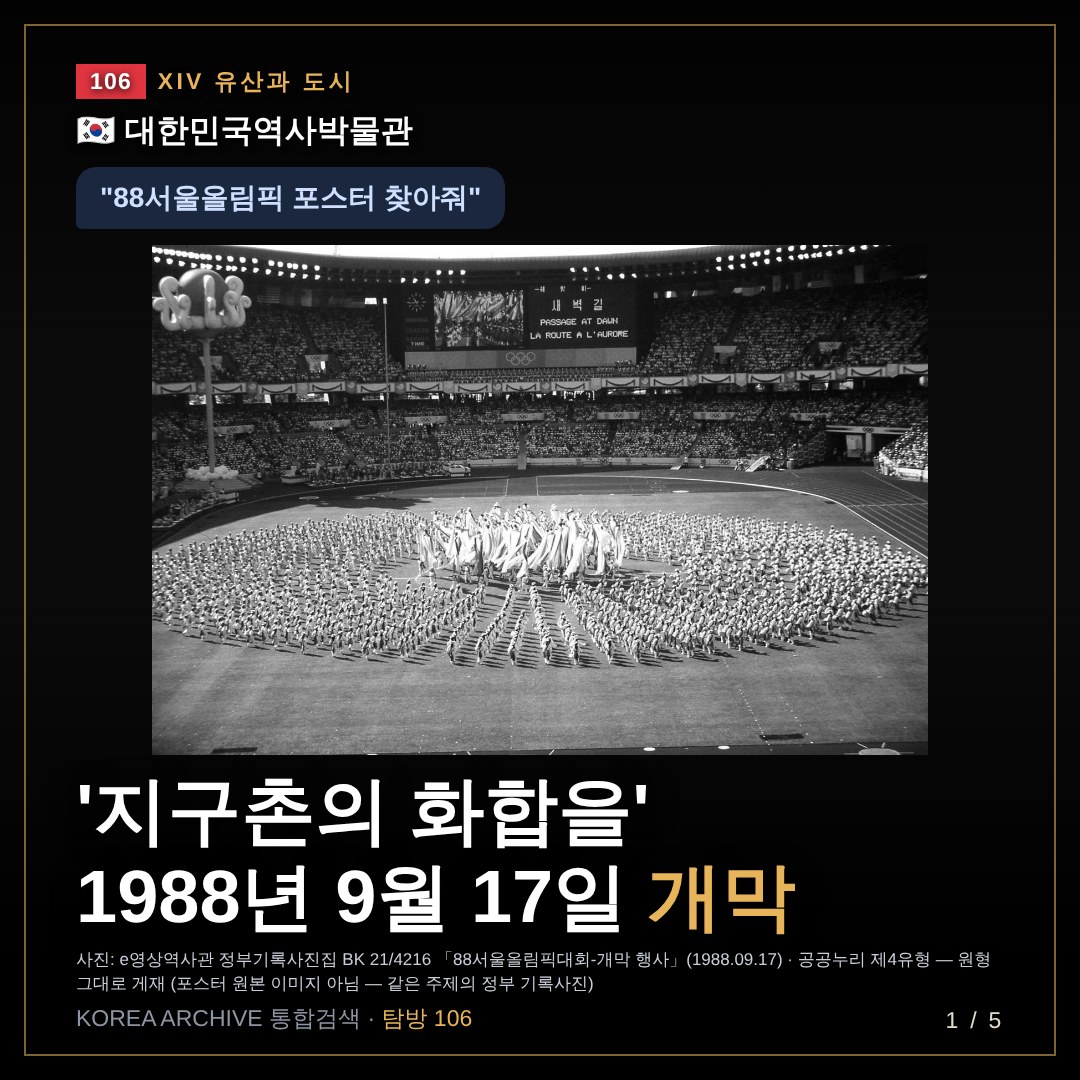 106 XIV 유산과 도시
🇰🇷 대한민국역사박물관
"88서울올림픽 포스터 찾아줘"
새 벽 길
PASSAGE AT DAWN
LA ROUTE A L'AURORE
TIME
'지구촌의 화합을'
1988년 9월 17일 개막
사진: e영상역사관 정부기록사진집 BK 21/4216 「88서울올림픽대회-개막 행사」(1988.09.17) · 공공누리 제4유형 — 원형
그대로 게재 (포스터 원본 이미지 아님 — 같은 주제의 정부 기록사진)
KOREA ARCHIVE 통합검색 · 탐방 106
1 / 5